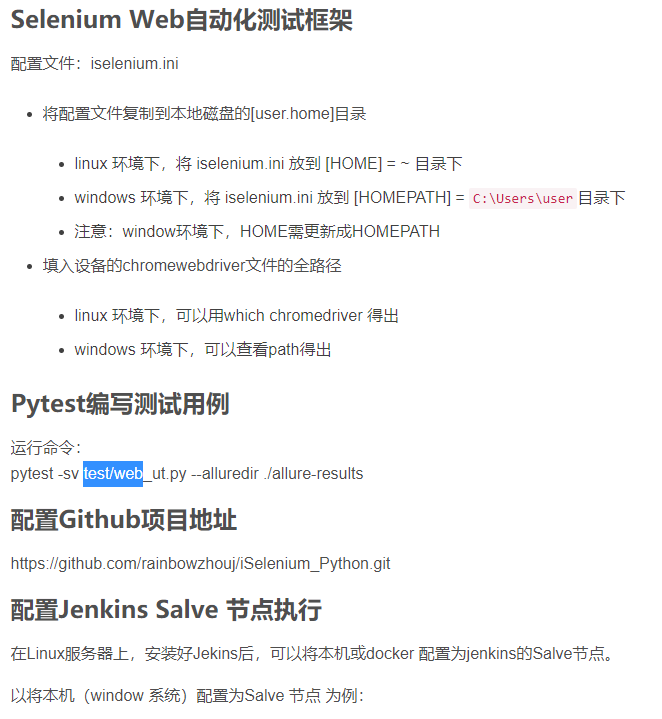 Selenium Web自动化测试框架
配置文件：iselenium.ini
将配置文件复制到本地磁盘的[user.home]目录
linux 环境下，将 iselenium.ini 放到 [HOME] = ~ 目录下
windows 环境下，将 iselenium.ini 放到 [HOMEPATH] = C:\Users\user 目录下
注意：window环境下，HOME需更新成HOMEPATH
填入设备的chromewebdriver文件的全路径
linux 环境下，可以用which chromedriver 得出
windows 环境下，可以查看path得出
Pytest编写测试用例
运行命令：
pytest -sv test/web_ut.py --alluredir ./allure-results
配置Github项目地址
https://github.com/rainbowzhouj/iSelenium_Python.git
配置Jenkins Salve 节点执行
在Linux服务器上，安装好Jekins后，可以将本机或docker 配置为jenkins的Salve节点。
以将本机（window 系统）配置为Salve 节点 为例：